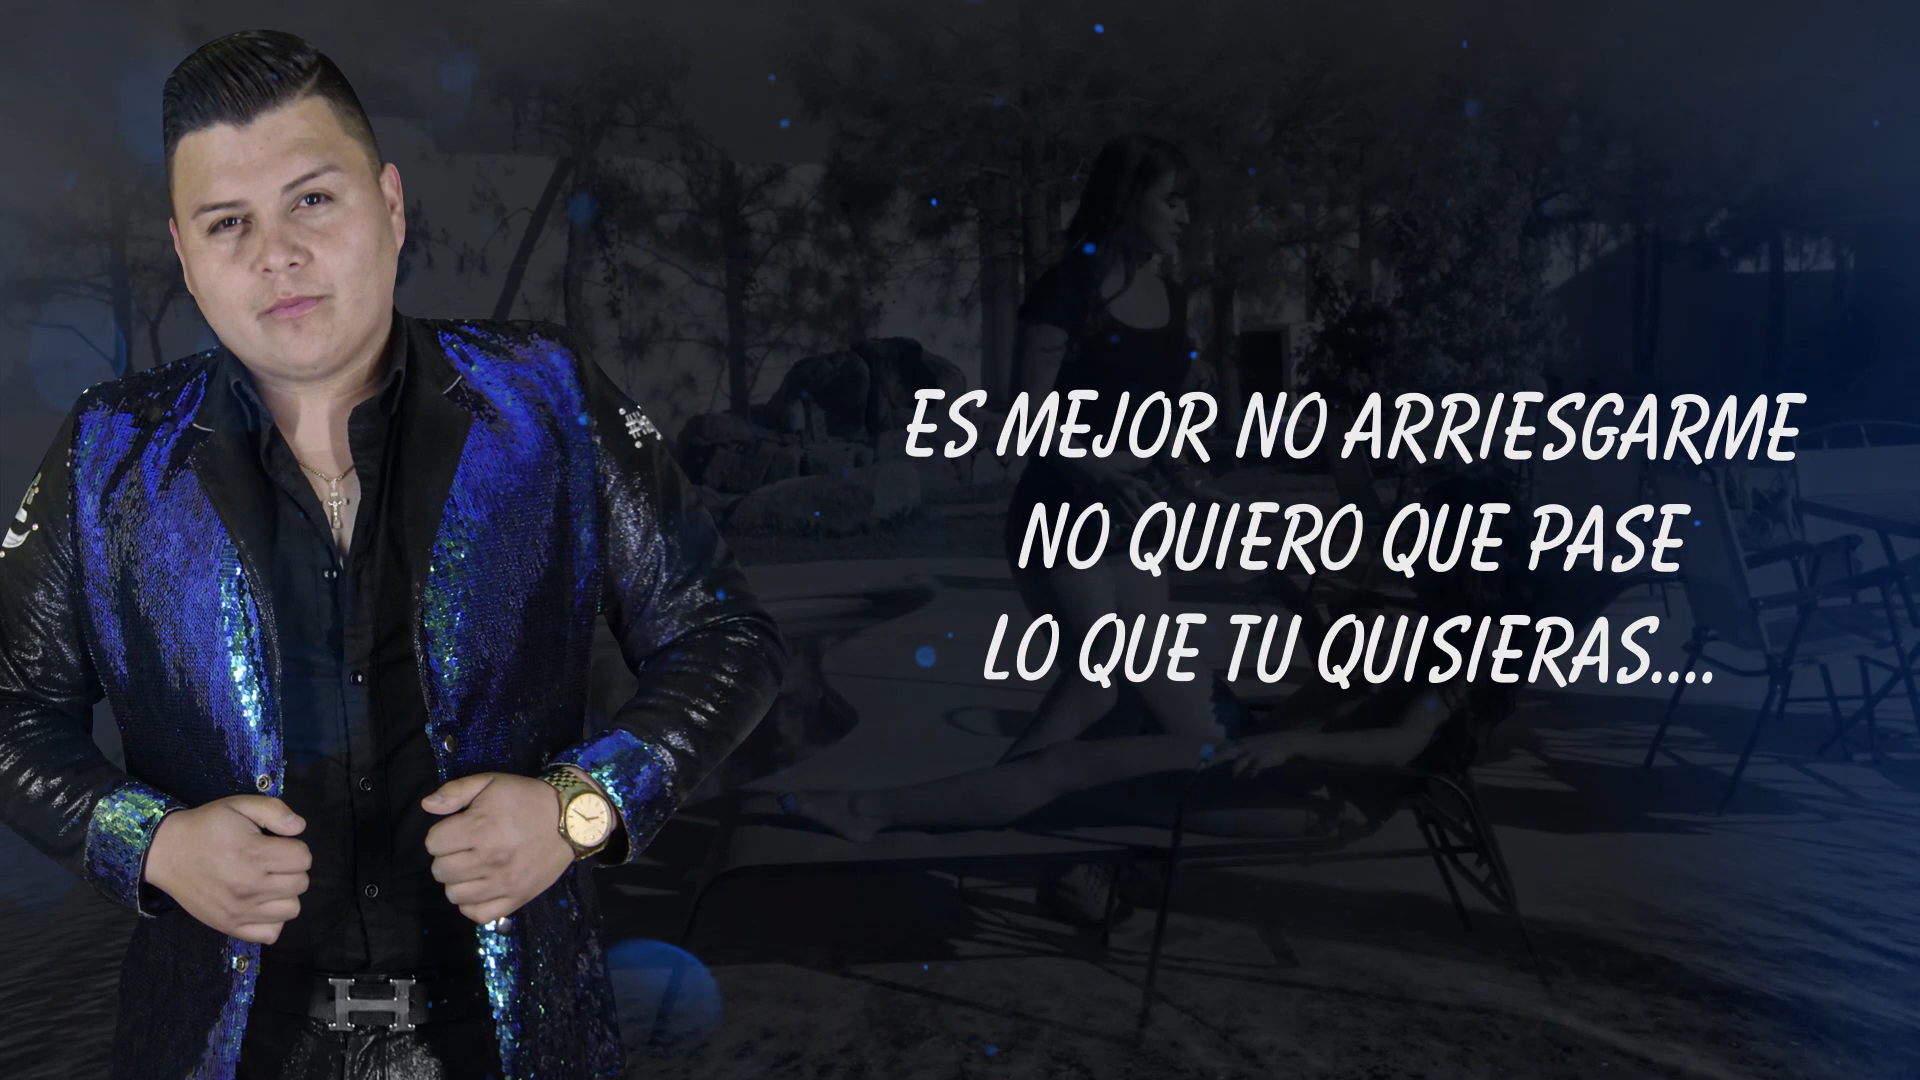 ES MEJOR NO ARRIESGARME
NO QUIERO QUE PASE
LO QUE TU QUISIERAS....